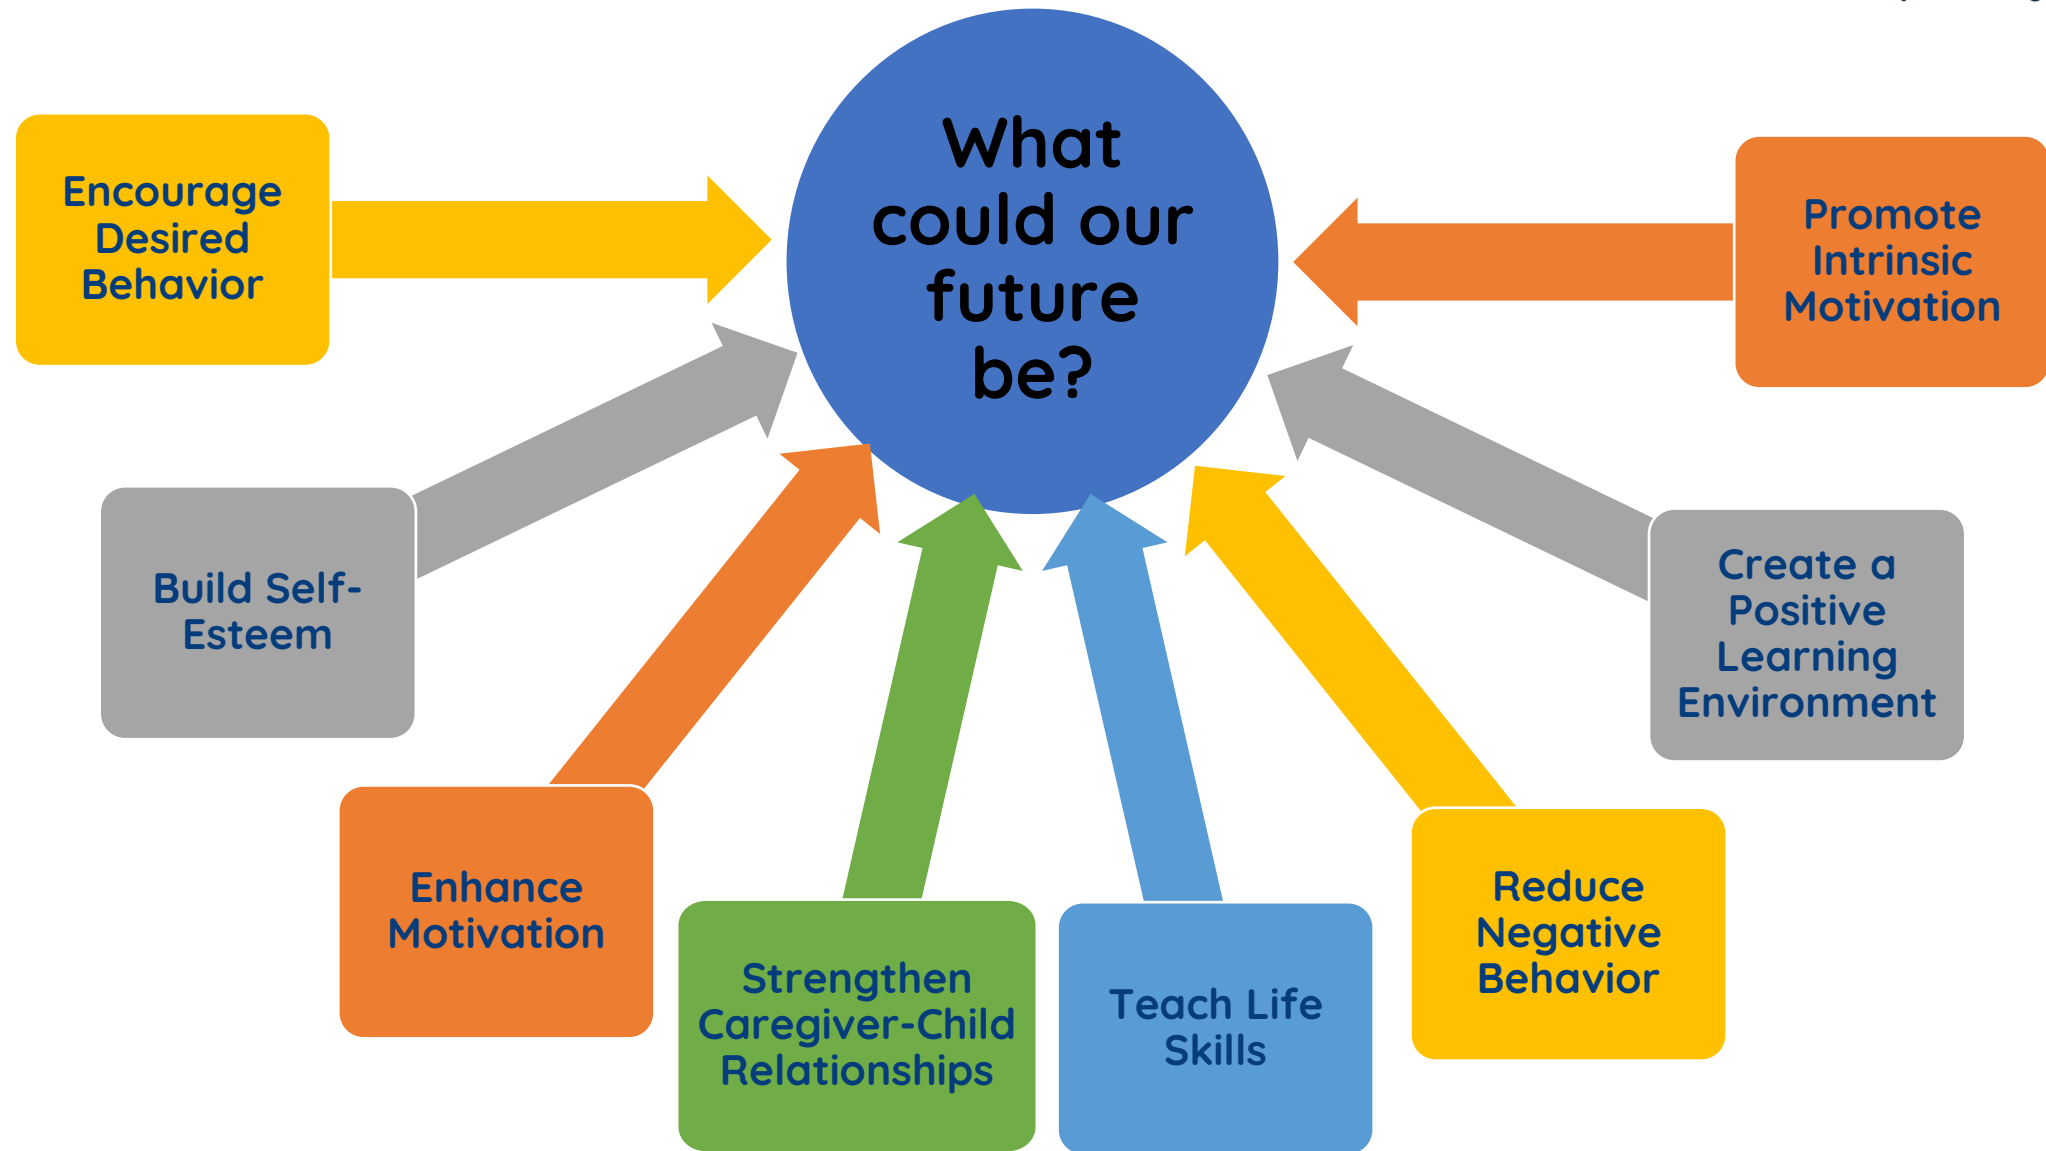 What
could our
future
be?
Encourage
Desired
Behavior
Build Self-
Esteem
Enhance
Motivation
Strengthen
Caregiver-Child
Relationships
Teach Life
Skills
Reduce
Negative
Behavior
Create a
Positive
Learning
Environment
Promote
Intrinsic
Motivation